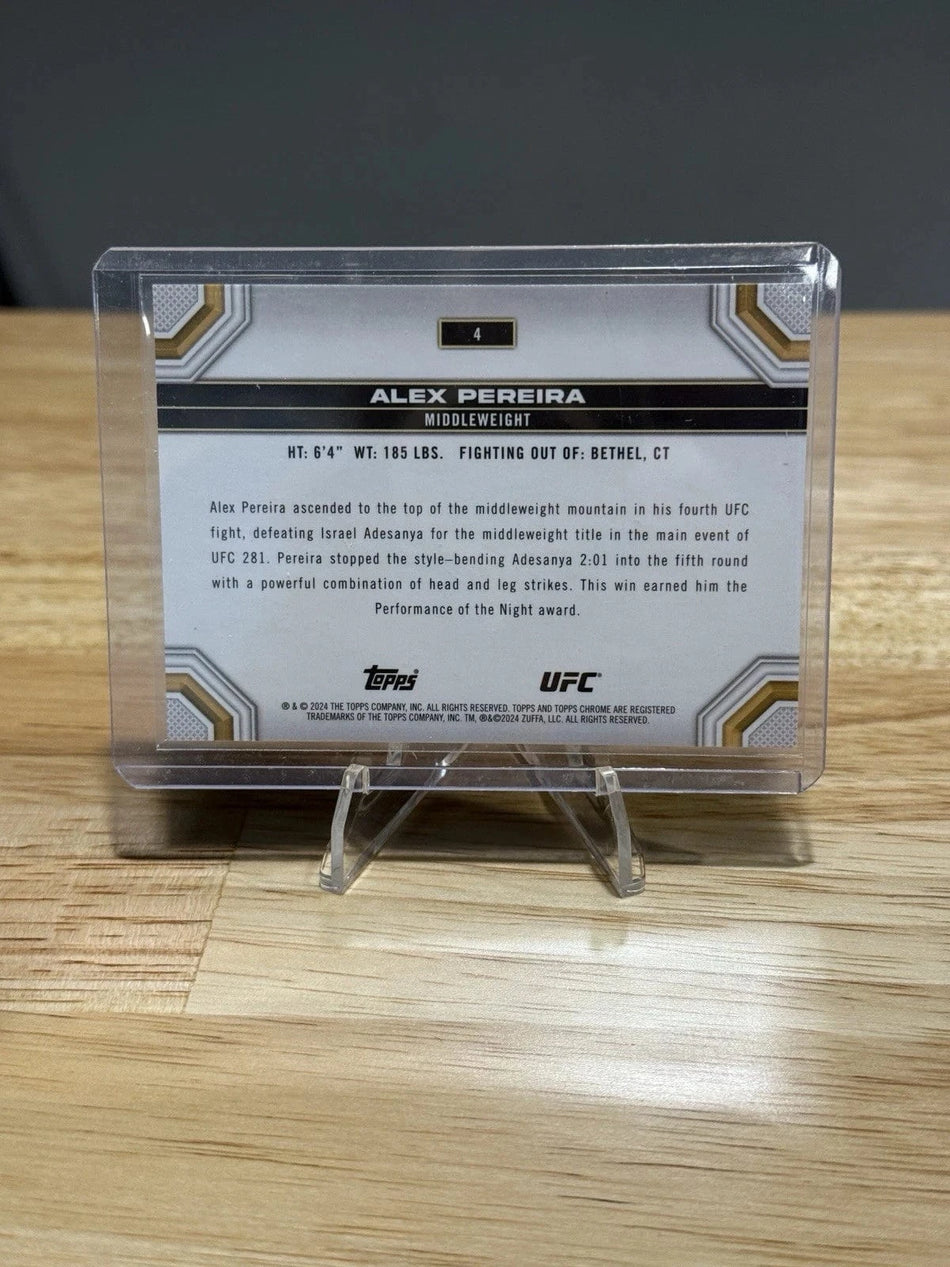 4
ALEX PEREIRA
MIDDLEWEIGHT
HT: 6'4" WT: 185 LBS. FIGHTING OUT OF: BETHEL, CT
Alex Pereira ascended to the top of the middleweight mountain in his fourth UFC
fight, defeating Israel Adesanya for the middleweight title in the main event of
UFC 281. Pereira stopped the style–bending Adesanya 2:01 into the fifth round
with a powerful combination of head and leg strikes. This win earned him the
Performance of the Night award.
Topps® UFC®
® & © 2024 THE TOPPS COMPANY, INC. ALL RIGHTS RESERVED. TOPPS AND TOPPS CHROME ARE REGISTERED
TRADEMARKS OF THE TOPPS COMPANY, INC. TM, ®&©2024 ZUFFA, LLC. ALL RIGHTS RESERVED.